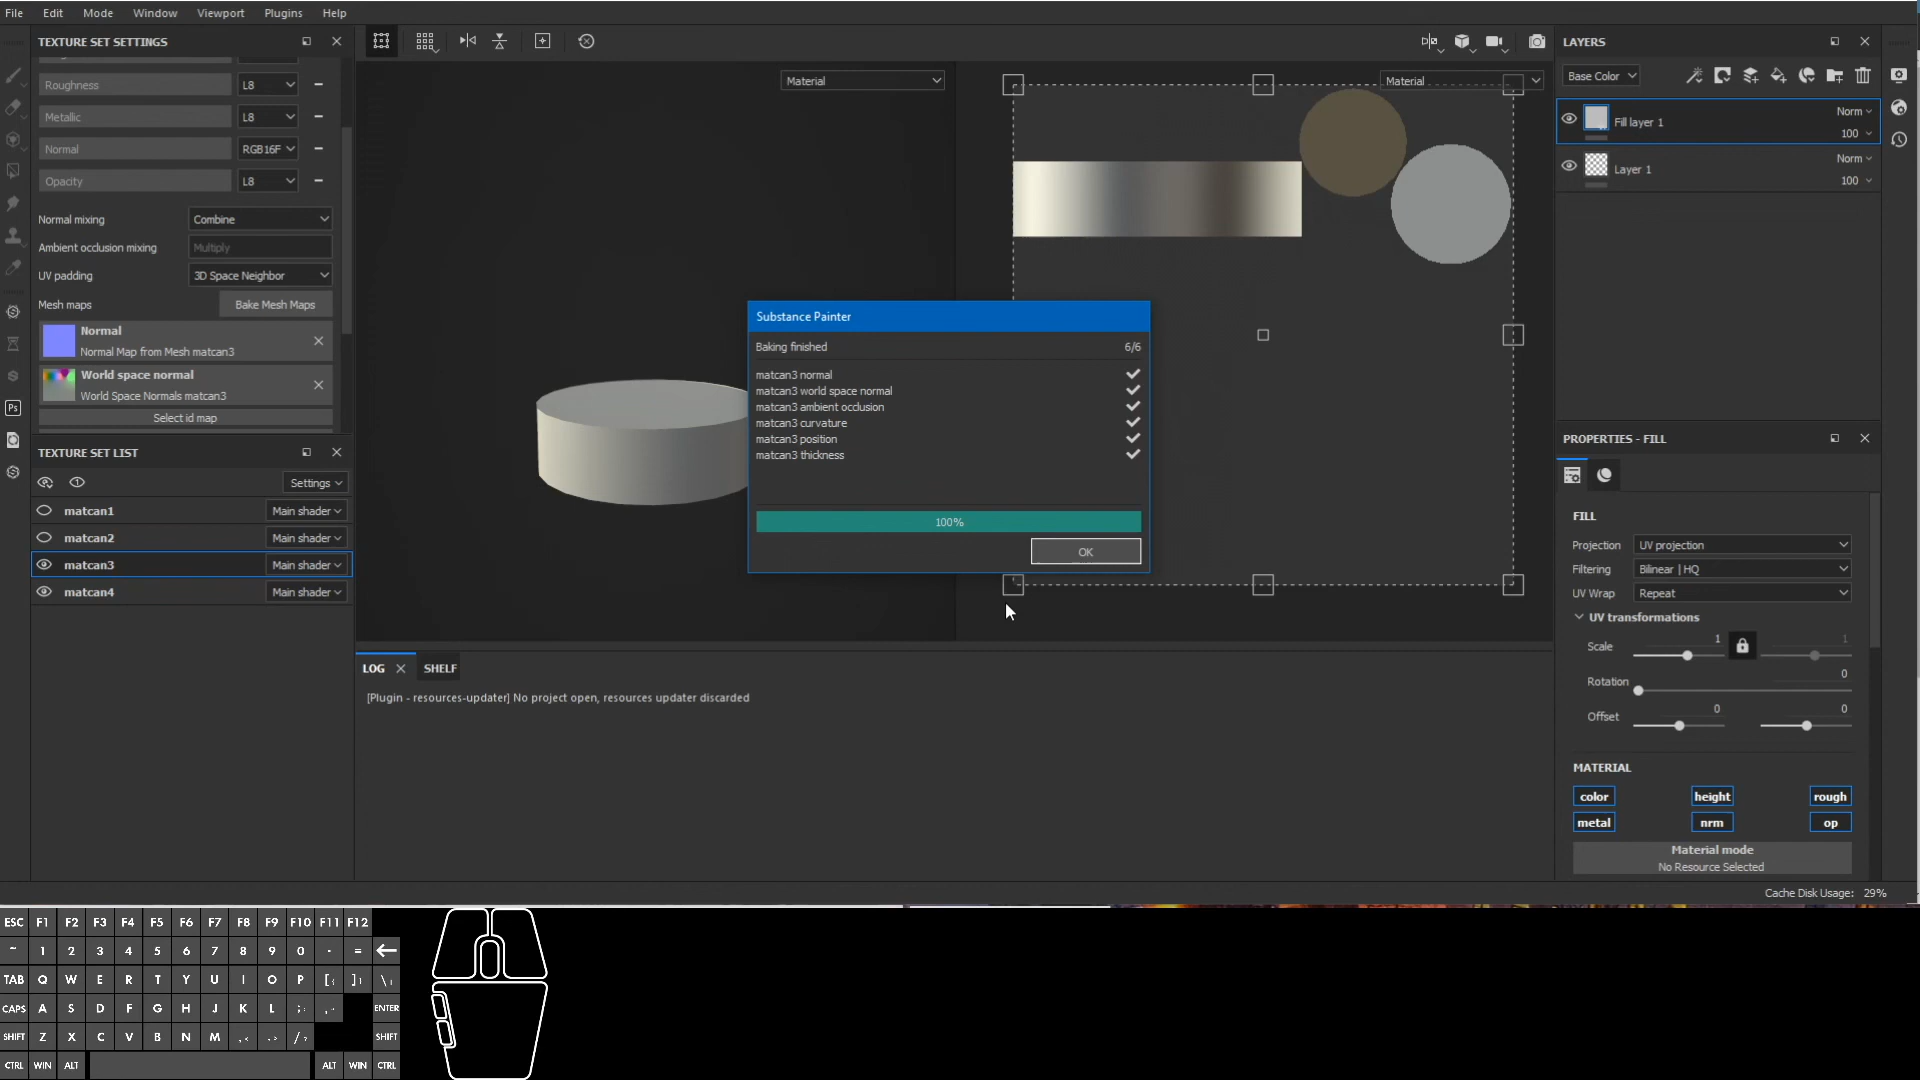 File Edit Mode Window Viewport Plugins Help
TEXTURE SET SETTINGS
Roughness L8
Metallic L8
Normal RGB16F
Opacity L8
Normal mixing Combine
Ambient occlusion mixing Multiply
UV padding 3D Space Neighbor
Mesh maps Bake Mesh Maps
Normal
Normal Map from Mesh matcan3
World space normal
World Space Normals matcan3
Select id map
TEXTURE SET LIST
Settings
matcan1 Main shader
matcan2 Main shader
matcan3 Main shader
matcan4 Main shader
Ps
Material
Material
Substance Painter
Baking finished 6/6
matcan3 normal
matcan3 world space normal
matcan3 ambient occlusion
matcan3 curvature
matcan3 position
matcan3 thickness
100%
OK
LOG SHELF
[Plugin - resources-updater] No project open, resources updater discarded
LAYERS
Base Color
Fill layer 1 Norm
100
Layer 1 Norm
100
PROPERTIES - FILL
FILL
Projection UV projection
Filtering Bilinear | HQ
UV Wrap Repeat
UV transformations
Scale 1 1
Rotation 0
Offset 0 0
MATERIAL
color height rough
metal nrm op
Material mode
No Resource Selected
Cache Disk Usage: 29%
ESC F1 F2 F3 F4 F5 F6 F7 F8 F9 F10 F11 F12
~ 1 2 3 4 5 6 7 8 9 0 - =
TAB Q W E R T Y U I O P [{ ]} \|
CAPS A S D F G H J K L ;: ENTER
SHIFT Z X C V B N M ,< .> /? SHIFT
CTRL WIN ALT ALT WIN CTRL